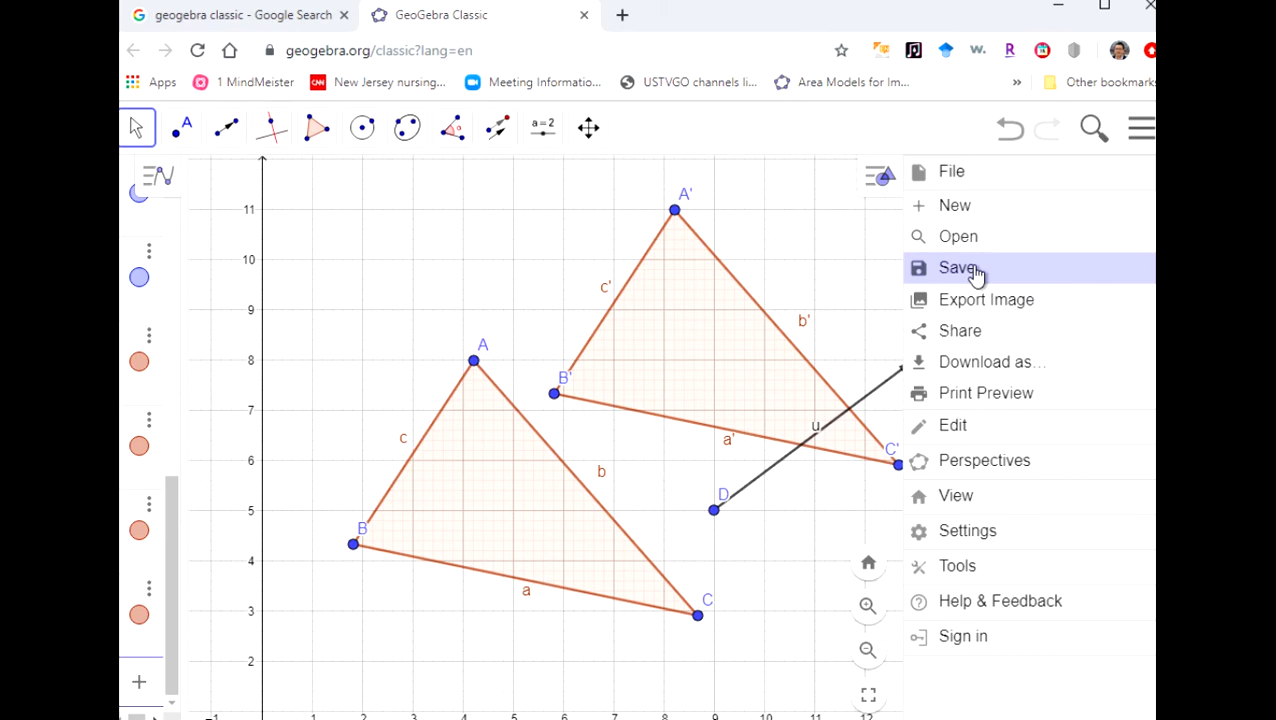 geogebra classic - Google Search
GeoGebra Classic
geogebra.org/classic?lang=en
Apps
1 MindMeister
New Jersey nursing...
Meeting Informatio...
USTVGO channels li...
Area Models for Im...
»
Other bookmarks
A
a=2
File
New
Open
Save
Export Image
Share
Download as...
Print Preview
Edit
Perspectives
View
Settings
Tools
Help & Feedback
Sign in
11
10
9
8
7
6
5
4
3
2
A'
c'
b'
B'
a'
C'
A
c
b
B
a
C
D
u
−1
1
2
3
4
5
6
7
8
9
10
11
12